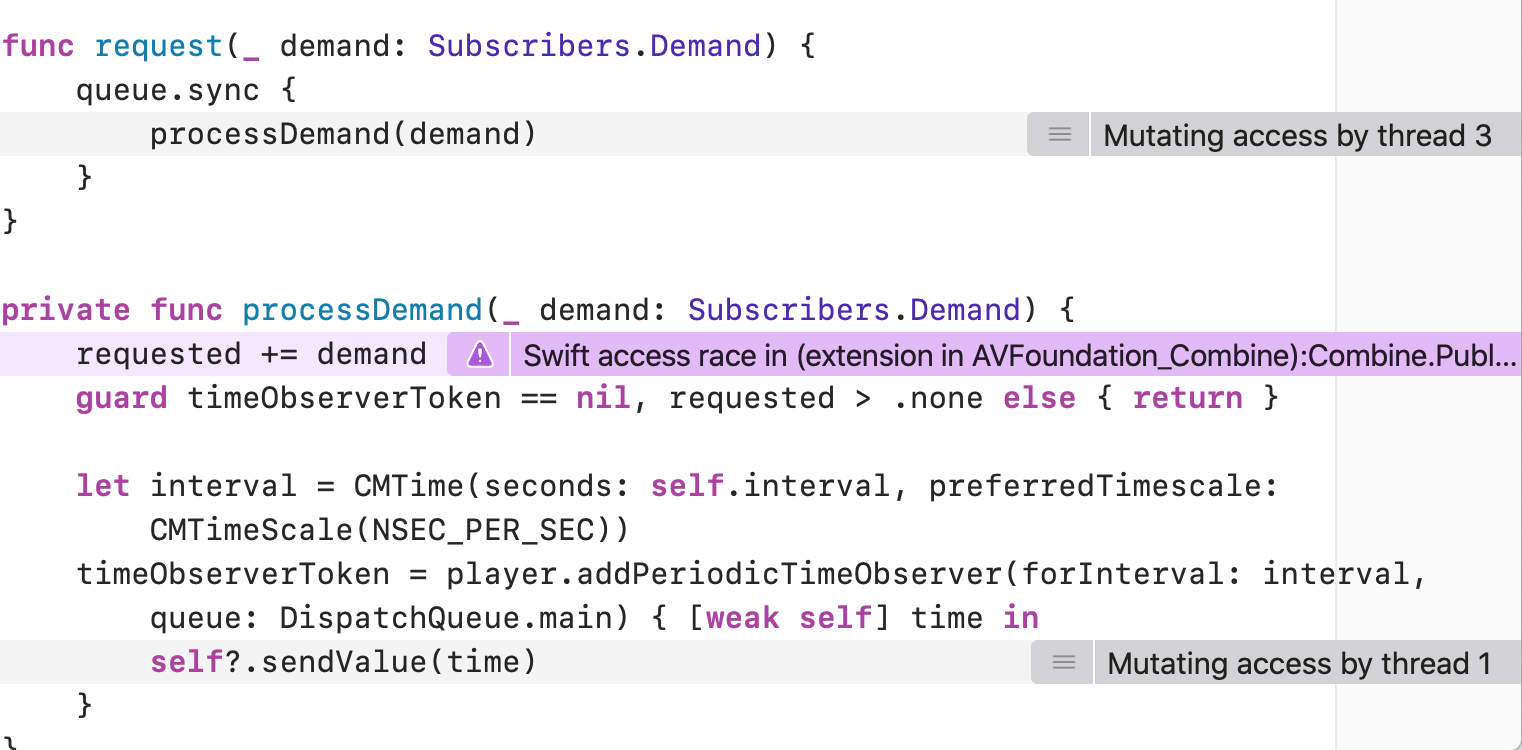 func request(_ demand: Subscribers.Demand) {
queue.sync {
processDemand(demand) Mutating access by thread 3
}
}
private func processDemand(_ demand: Subscribers.Demand) {
requested += demand Swift access race in (extension in AVFoundation_Combine):Combine.Publ...
guard timeObserverToken == nil, requested > .none else { return }
let interval = CMTime(seconds: self.interval, preferredTimescale:
CMTimeScale(NSEC_PER_SEC))
timeObserverToken = player.addPeriodicTimeObserver(forInterval: interval,
queue: DispatchQueue.main) { [weak self] time in
self?.sendValue(time) Mutating access by thread 1
}
}